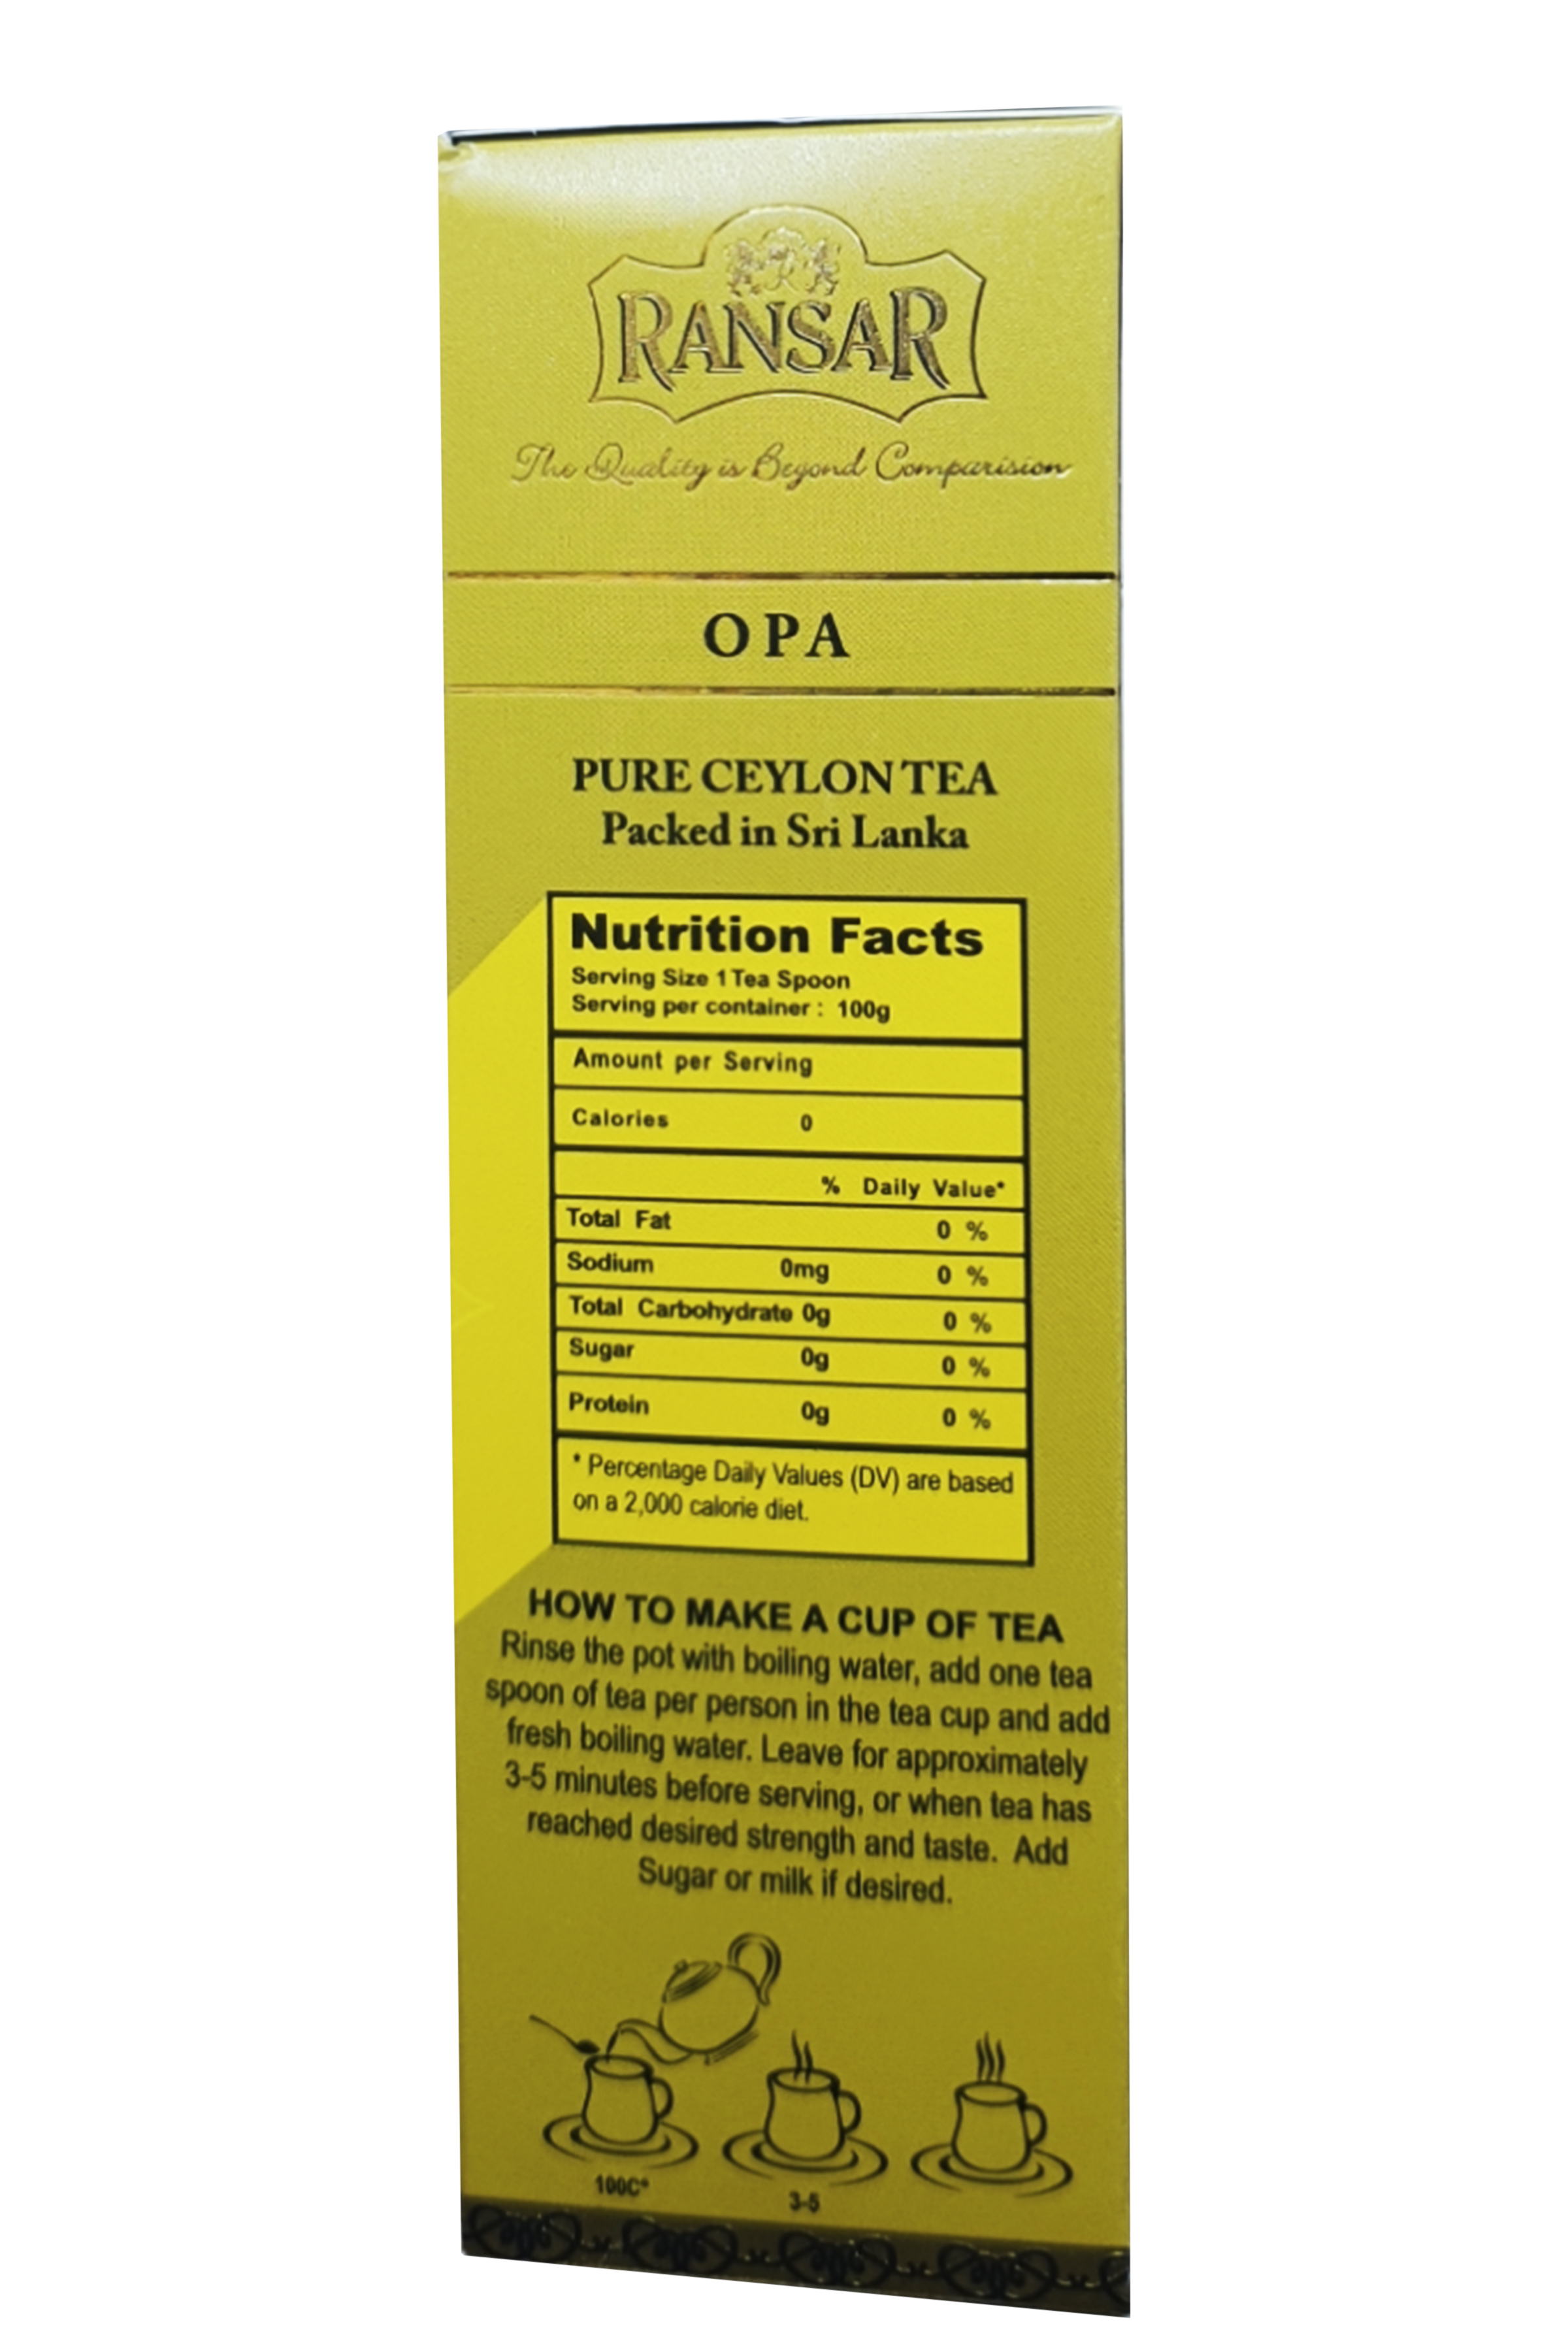 RANSAR
The Quality is Beyond Comparision
OPA
PURE CEYLON TEA
Packed in Sri Lanka
Nutrition Facts
Serving Size 1 Tea Spoon
Serving per container : 100g
Amount per Serving
Calories 0
% Daily Value*
Total Fat 0 %
Sodium 0mg 0 %
Total Carbohydrate 0g 0 %
Sugar 0g 0 %
Protein 0g 0 %
* Percentage Daily Values (DV) are based
on a 2,000 calorie diet.
HOW TO MAKE A CUP OF TEA
Rinse the pot with boiling water, add one tea
spoon of tea per person in the tea cup and add
fresh boiling water. Leave for approximately
3-5 minutes before serving, or when tea has
reached desired strength and taste. Add
Sugar or milk if desired.
100C°
3-5